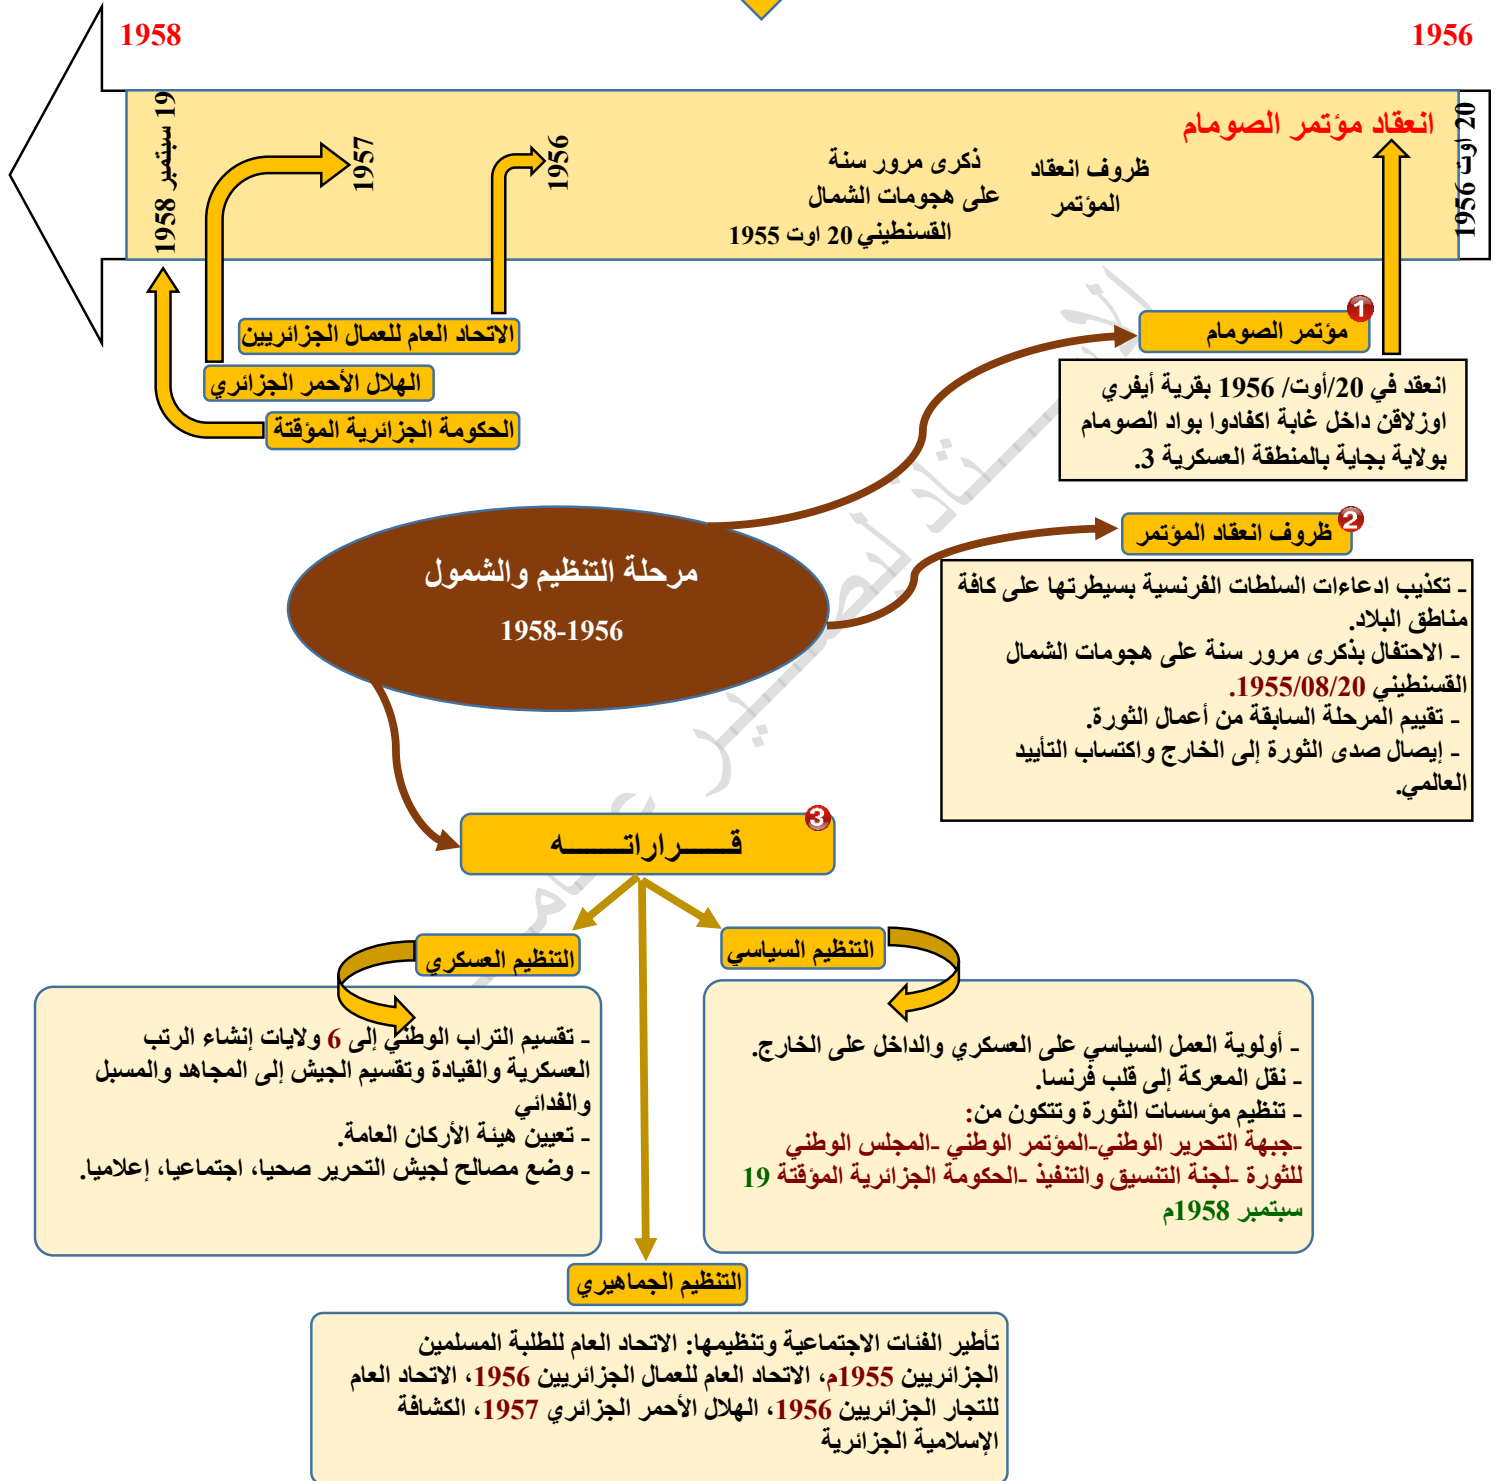 1956
1958
20 اوت 1956
انعقاد مؤتمر الصومام
ظروف انعقاد
المؤتمر
ذكرى مرور سنة
على هجومات الشمال
القسنطيني 20 اوت 1955
1956
1957
19 سبتمبر 1958
الاتحاد العام للعمال الجزائريين
الهلال الأحمر الجزائري
الحكومة الجزائرية المؤقتة
1
مؤتمر الصومام
انعقد في 20/أوت/ 1956 بقرية أيفري
اوزلاقن داخل غابة اكفادوا بواد الصومام
بولاية بجاية بالمنطقة العسكرية 3.
مرحلة التنظيم والشمول
1956-1958
2
ظروف انعقاد المؤتمر
- تكذيب ادعاءات السلطات الفرنسية بسيطرتها على كافة
مناطق البلاد.
- الاحتفال بذكرى مرور سنة على هجومات الشمال
القسنطيني 1955/08/20.
- تقييم المرحلة السابقة من أعمال الثورة.
- إيصال صدى الثورة إلى الخارج واكتساب التأييد
العالمي.
3
قـــــراراتـــــــه
التنظيم السياسي
- أولوية العمل السياسي على العسكري والداخل على الخارج.
- نقل المعركة إلى قلب فرنسا.
- تنظيم مؤسسات الثورة وتتكون من:
-جبهة التحرير الوطني-المؤتمر الوطني -المجلس الوطني
للثورة -لجنة التنسيق والتنفيذ -الحكومة الجزائرية المؤقتة 19
سبتمبر 1958م
التنظيم العسكري
- تقسيم التراب الوطني إلى 6 ولايات إنشاء الرتب
العسكرية والقيادة وتقسيم الجيش إلى المجاهد والمسبل
والفدائي
- تعيين هيئة الأركان العامة.
- وضع مصالح لجيش التحرير صحيا، اجتماعيا، إعلاميا.
التنظيم الجماهيري
تأطير الفئات الاجتماعية وتنظيمها: الاتحاد العام للطلبة المسلمين
الجزائريين 1955م، الاتحاد العام للعمال الجزائريين 1956، الاتحاد العام
للتجار الجزائريين 1956، الهلال الأحمر الجزائري 1957، الكشافة
الإسلامية الجزائرية